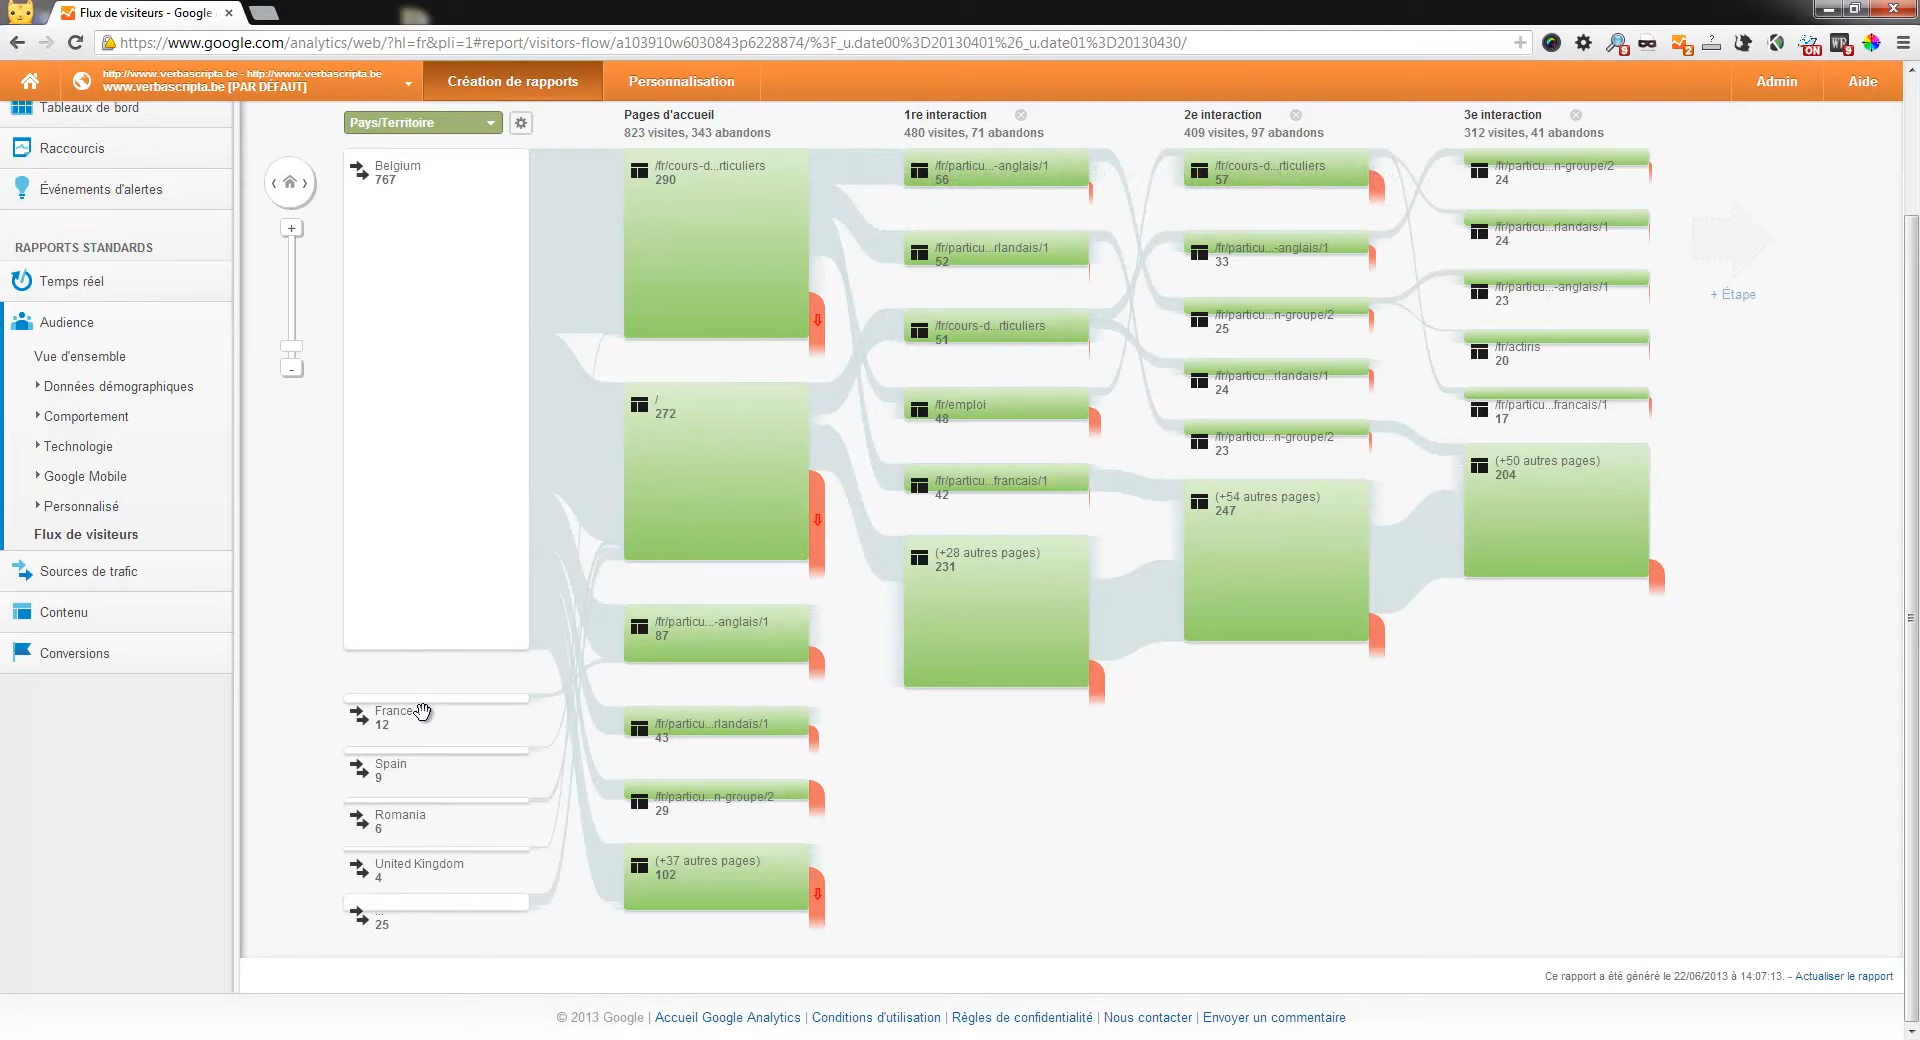 Flux de visiteurs - Google
https://www.google.com/analytics/web/?hl=fr&pli=1#report/visitors-flow/a103910w6030843p6228874/%3F_u.date00%3D20130401%26_u.date01%3D20130430/
9
2
ON
WP
9
http://www.verbascripta.be - http://www.verbascripta.be
www.verbascripta.be [PAR DÉFAUT]
Création de rapports
Personnalisation
Admin
Aide
Tableaux de bord
Raccourcis
Événements d'alertes
RAPPORTS STANDARDS
Temps réel
Audience
Vue d'ensemble
Données démographiques
Comportement
Technologie
Google Mobile
Personnalisé
Flux de visiteurs
Sources de trafic
Contenu
Conversions
Pays/Territoire
+
-
Belgium
767
France
12
Spain
9
Romania
6
United Kingdom
4
...
25
Pages d'accueil
823 visites, 343 abandons
/fr/cours-d...rticuliers
290
/
272
/fr/particu...-anglais/1
87
/fr/particu...rlandais/1
43
/fr/particu...n-groupe/2
29
(+37 autres pages)
102
1re interaction
480 visites, 71 abandons
/fr/particu...-anglais/1
56
/fr/particu...rlandais/1
52
/fr/cours-d...rticuliers
51
/fr/emploi
48
/fr/particu...francais/1
42
(+28 autres pages)
231
2e interaction
409 visites, 97 abandons
/fr/cours-d...rticuliers
57
/fr/particu...-anglais/1
33
/fr/particu...n-groupe/2
25
/fr/particu...rlandais/1
24
/fr/particu...n-groupe/2
23
(+54 autres pages)
247
3e interaction
312 visites, 41 abandons
/fr/particu...n-groupe/2
24
/fr/particu...rlandais/1
24
/fr/particu...-anglais/1
23
/fr/actiris
20
/fr/particu...francais/1
17
(+50 autres pages)
204
+ Étape
Ce rapport a été généré le 22/06/2013 à 14:07:13. - Actualiser le rapport
© 2013 Google | Accueil Google Analytics | Conditions d'utilisation | Règles de confidentialité | Nous contacter | Envoyer un commentaire